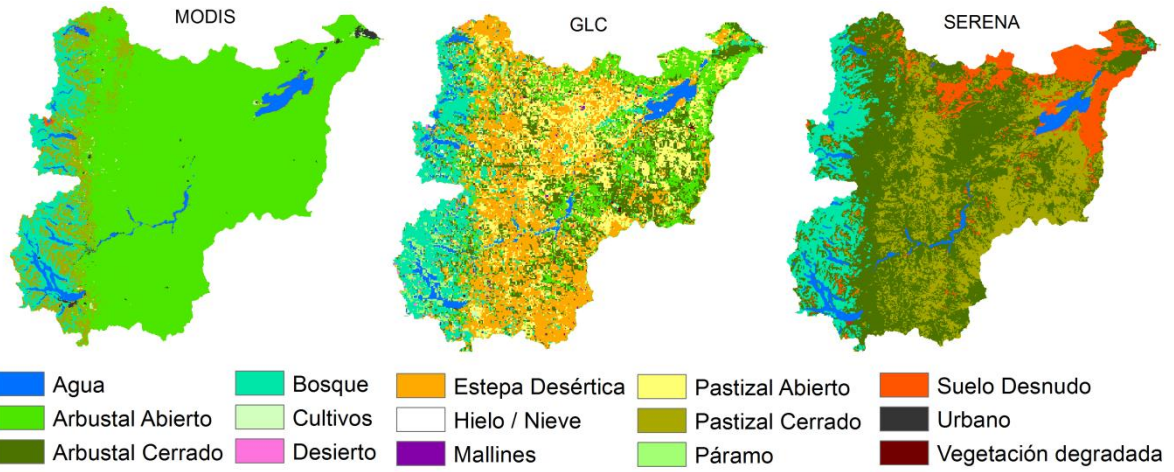 MODIS
GLC
SERENA
Agua
Bosque
Estepa Desértica
Pastizal Abierto
Suelo Desnudo
Arbustal Abierto
Cultivos
Hielo / Nieve
Pastizal Cerrado
Urbano
Arbustal Cerrado
Desierto
Mallines
Páramo
Vegetación degradada